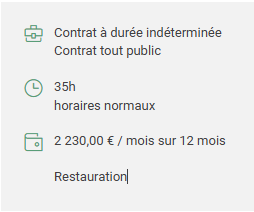 Contrat à durée indéterminée
Contrat tout public
35h
horaires normaux
2 230,00 € / mois sur 12 mois
Restauration